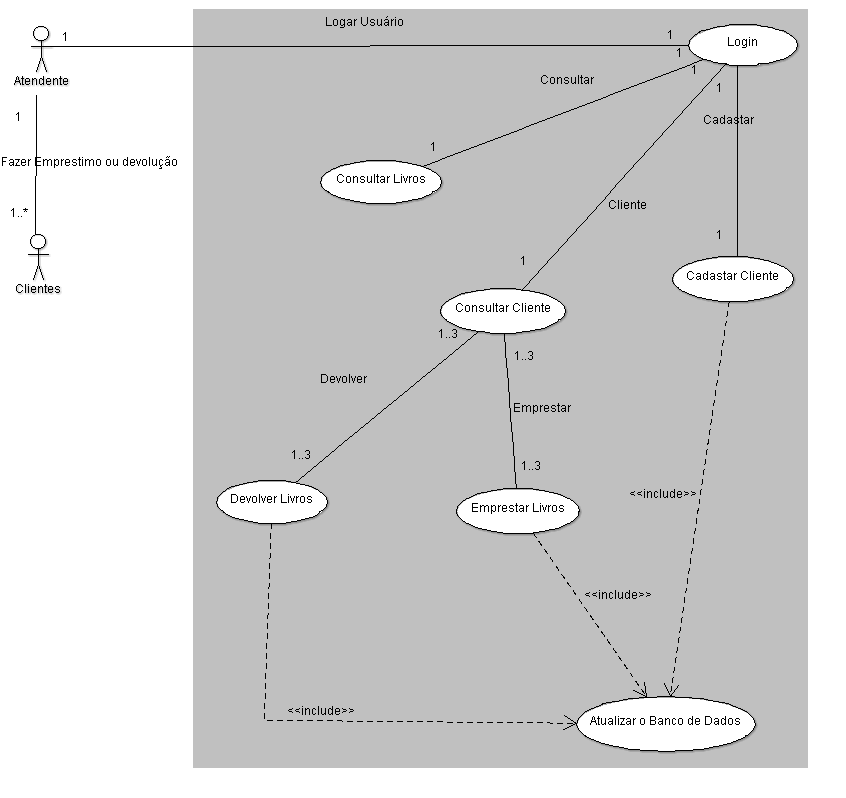 Logar Usuário
1
1
Login
1
1
Atendente
Consultar
1
1
Cadastar
Fazer Emprestimo ou devolução
1
Consultar Livros
Cliente
1..*
1
1
Clientes
Cadastar Cliente
Consultar Cliente
1..3
1..3
Devolver
Emprestar
1..3
1..3
Devolver Livros
<<include>>
Emprestar Livros
<<include>>
<<include>>
Atualizar o Banco de Dados